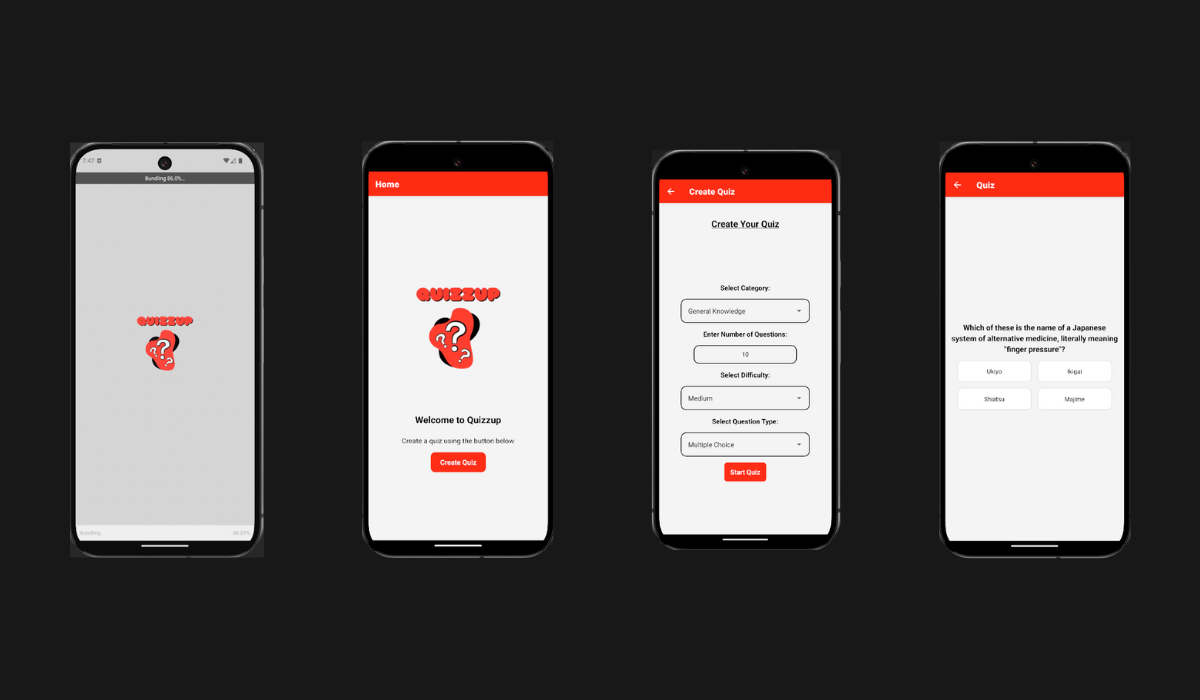 7:47
Bundling 86.0%...
QUIZZUP
Bundling
Home
QUIZZUP
Welcome to Quizzup
Create a quiz using the button below
Create Quiz
Create Quiz
Create Your Quiz
Select Category:
General Knowledge
Enter Number of Questions:
10
Select Difficulty:
Medium
Select Question Type:
Multiple Choice
Start Quiz
Quiz
Which of these is the name of a Japanese
system of alternative medicine, literally meaning
"finger pressure"?
Ukiyo
Ikigai
Shiatsu
Majime